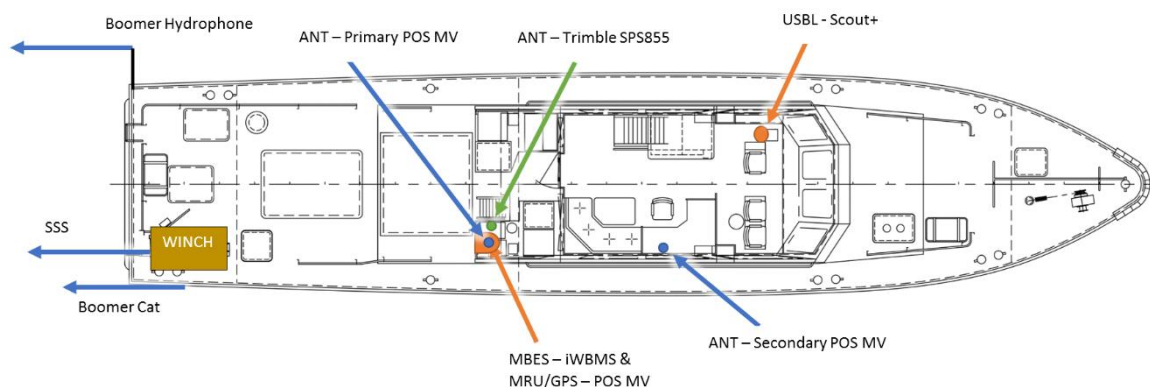 Boomer Hydrophone
USBL - Scout+
ANT – Primary POS MV
ANT – Trimble SPS855
SSS
WINCH
Boomer Cat
ANT – Secondary POS MV
MBES – iWBMS &
MRU/GPS – POS MV